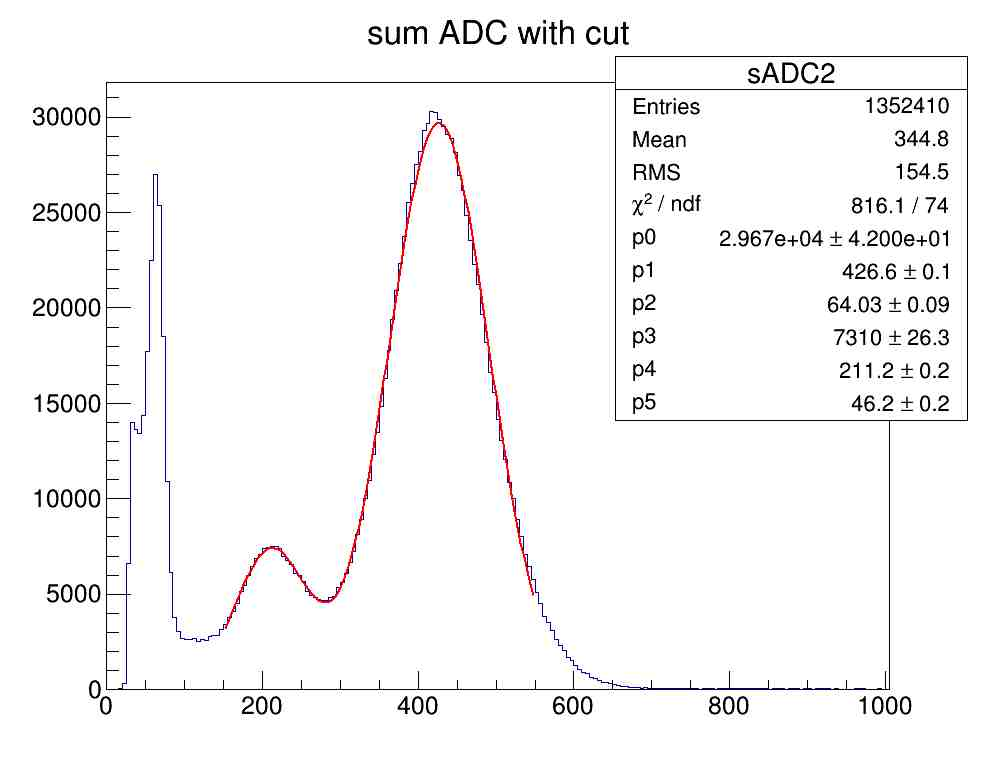 sum ADC with cut
sADC2
Entries 1352410
Mean 344.8
RMS 154.5
χ² / ndf 816.1 / 74
p0 2.967e+04 ± 4.200e+01
p1 426.6 ± 0.1
p2 64.03 ± 0.09
p3 7310 ± 26.3
p4 211.2 ± 0.2
p5 46.2 ± 0.2
30000
25000
20000
15000
10000
5000
0
0 200 400 600 800 1000